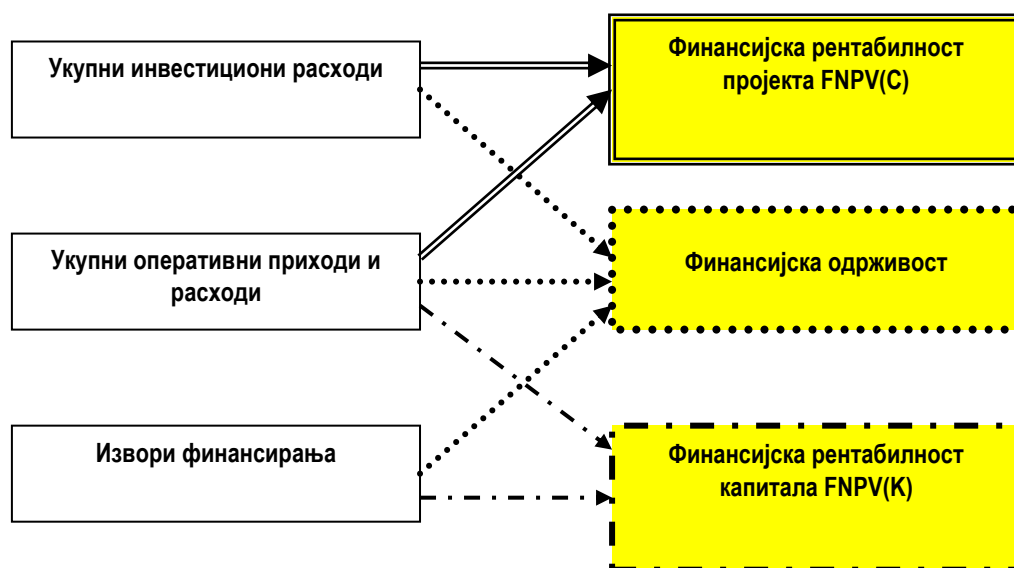 Укупни инвестициони расходи
Финансијска рентабилност
пројекта FNPV(C)
Укупни оперативни приходи и
расходи
Финансијска одрживост
Извори финансирања
Финансијска рентабилност
капитала FNPV(K)